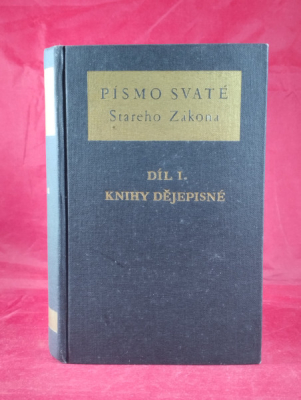 PÍSMO SVATÉ
Starého Zákona
DÍL I.
KNIHY DĚJEPISNÉ